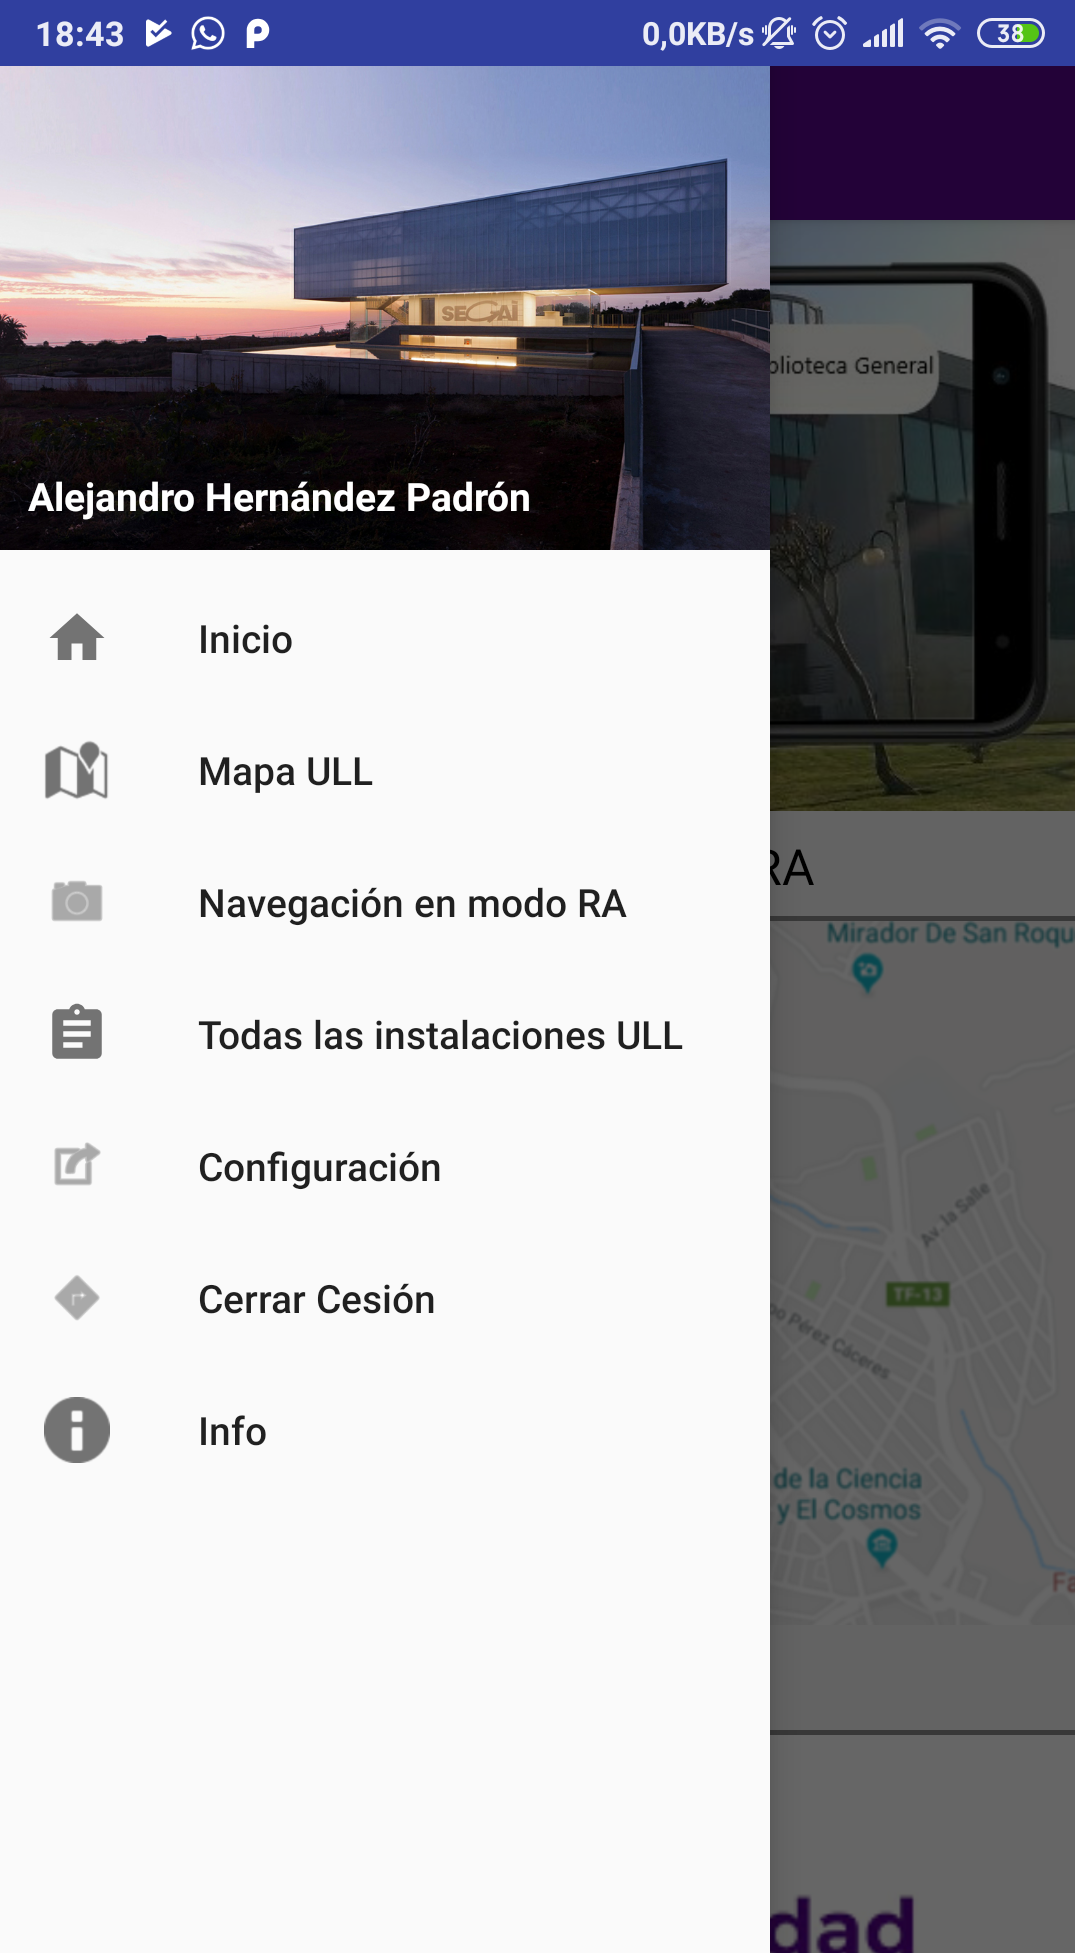 18:43
0,0KB/s
38
SEGAI
Alejandro Hernández Padrón
Inicio
Mapa ULL
Navegación en modo RA
Todas las instalaciones ULL
Configuración
Cerrar Cesión
Info
General
RA
Mirador De San Roqu
Av. la Salle
TF-13
Pérez Cáceres
de la Ciencia
y El Cosmos
Fa
dad